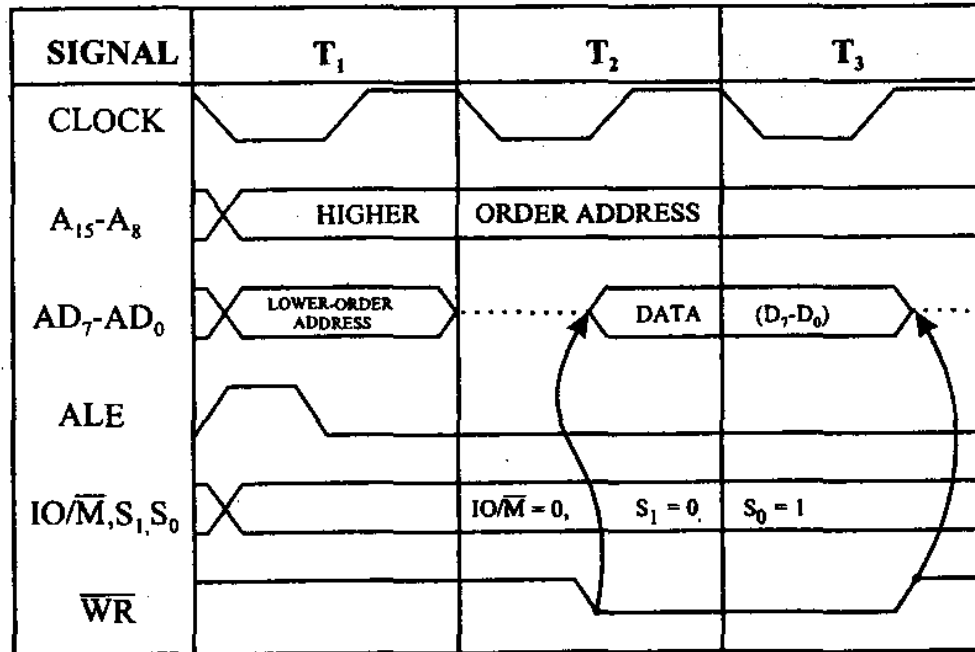 SIGNAL T₁ T₂ T₃
CLOCK
A₁₅-A₈ HIGHER ORDER ADDRESS
AD₇-AD₀ LOWER-ORDER ADDRESS DATA (D₇-D₀)
ALE
IO/M̅,S₁,S₀ IO/M̅ = 0, S₁ = 0, S₀ = 1
W̅R̅